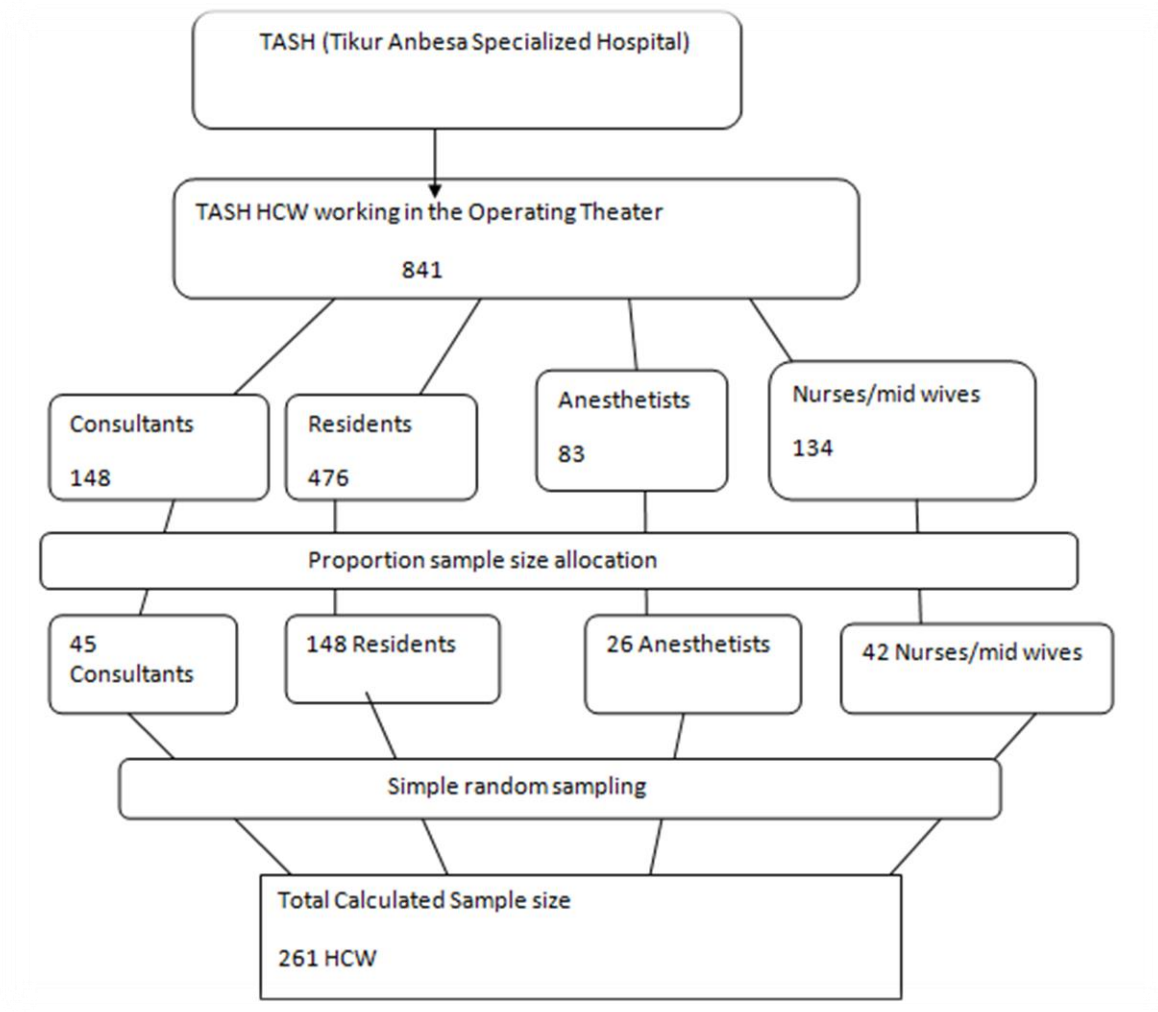 TASH (Tikur Anbesa Specialized Hospital)
TASH HCW working in the Operating Theater
841
Consultants
148
Residents
476
Anesthetists
83
Nurses/mid wives
134
Proportion sample size allocation
45
Consultants
148 Residents
26 Anesthetists
42 Nurses/mid wives
Simple random sampling
Total Calculated Sample size
261 HCW